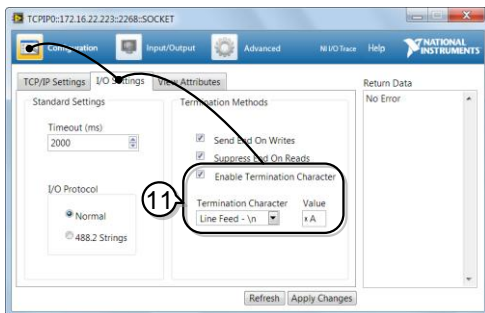 TCPIP0::172.16.22.223::2268::SOCKET
Configuration Input/Output Advanced NI I/O Trace Help NATIONAL INSTRUMENTS
TCP/IP Settings I/O Settings View Attributes
Return Data
No Error
Standard Settings
Timeout (ms)
2000
I/O Protocol
Normal
488.2 Strings
Termination Methods
Send End On Writes
Suppress End On Reads
Enable Termination Character
11
Termination Character Value
Line Feed - \n x A
Refresh Apply Changes